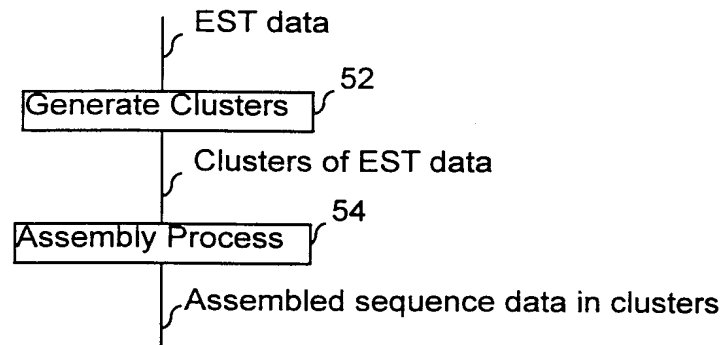 EST data
52
Generate Clusters
Clusters of EST data
54
Assembly Process
Assembled sequence data in clusters